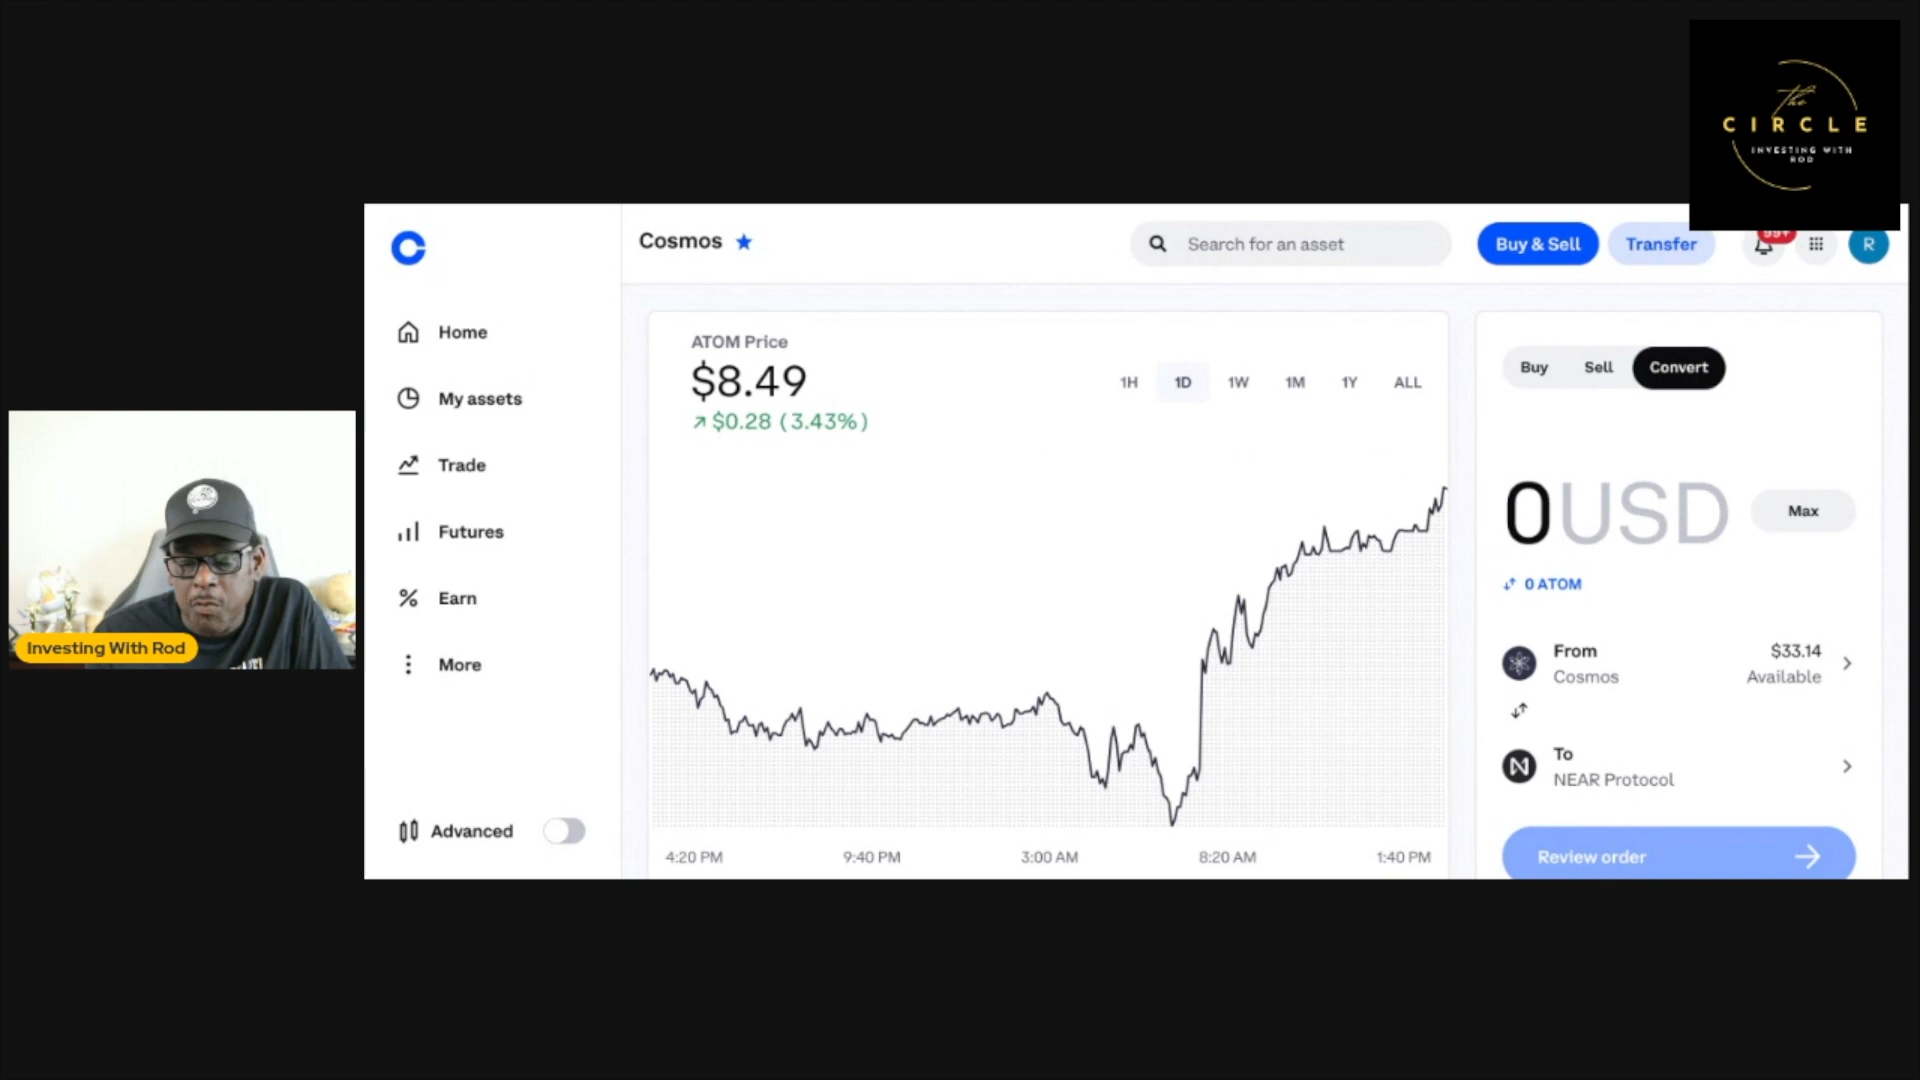 the
CIRCLE
INVESTING WITH
ROD
Cosmos
Search for an asset
Buy & Sell
Transfer
99+
R
Home
My assets
Trade
Futures
Earn
More
Advanced
ATOM Price
$8.49
$0.28 (3.43%)
1H 1D 1W 1M 1Y ALL
4:20 PM 9:40 PM 3:00 AM 8:20 AM 1:40 PM
Buy Sell Convert
0USD
Max
0 ATOM
From $33.14
Cosmos Available
To
NEAR Protocol
Review order
Investing With Rod